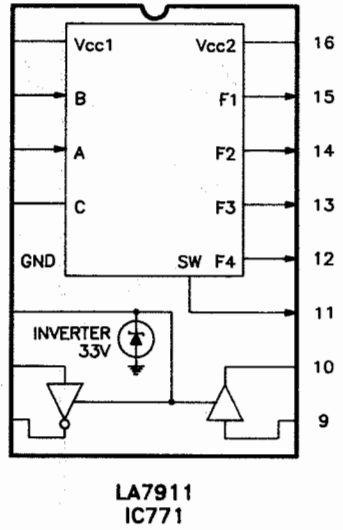 Vcc1 Vcc2 16
B F1 15
A F2 14
C F3 13
GND SW F4 12
11
INVERTER
33V
10
9
LA7911
IC771